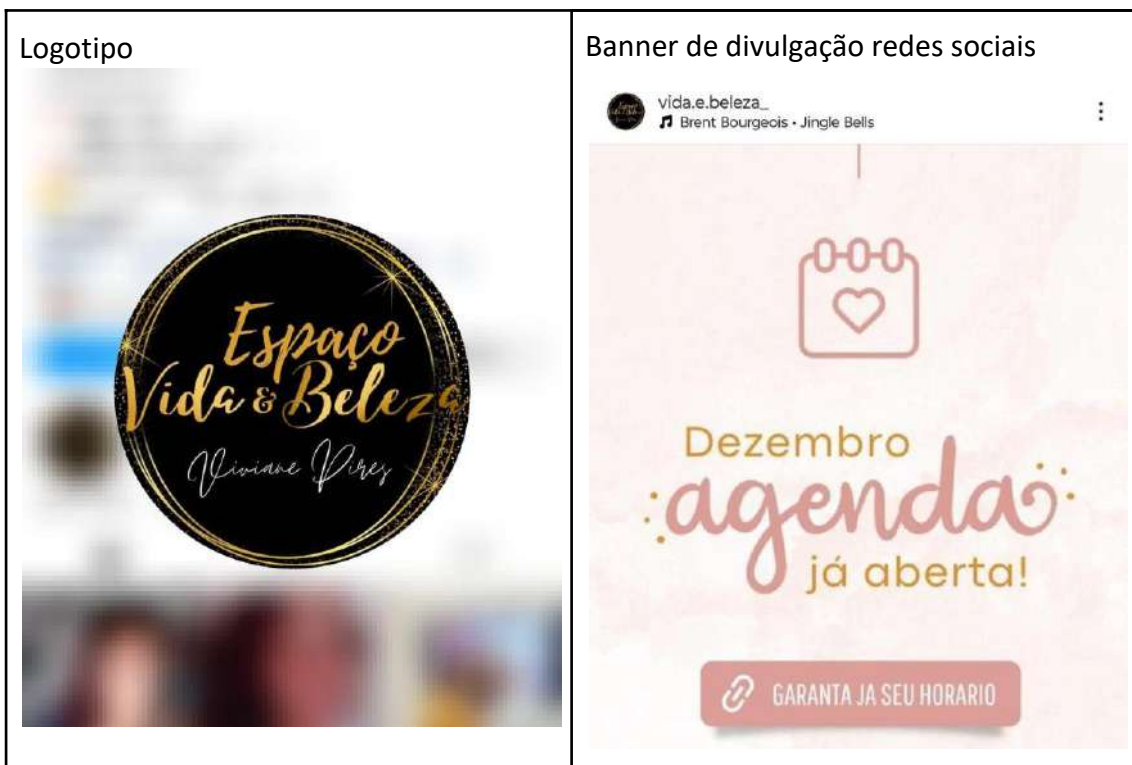 Logotipo
Espaço
Vida & Beleza
Viviane Pires
Banner de divulgação redes sociais
vida.e.beleza_
Brent Bourgeois • Jingle Bells
Dezembro
agenda
já aberta!
GARANTA JA SEU HORARIO